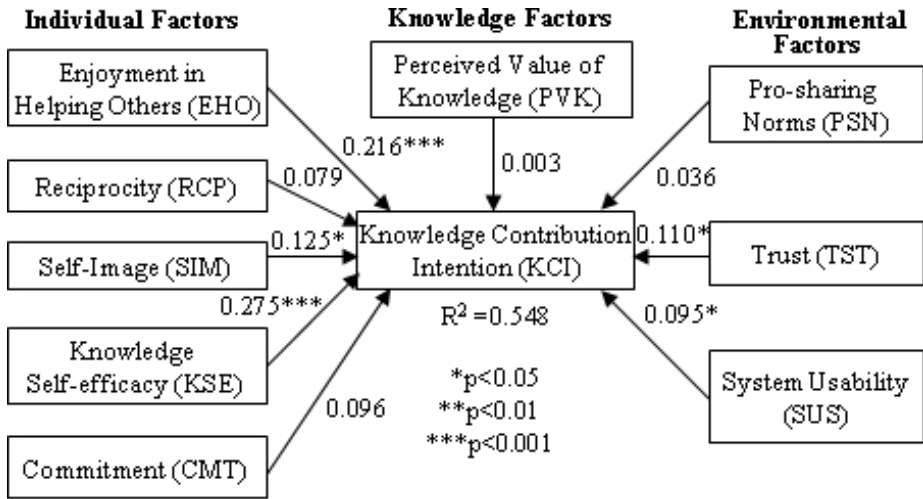 Individual Factors
Knowledge Factors
Environmental
Factors
Enjoyment in
Helping Others (EHO)
Perceived Value of
Knowledge (PVK)
Pro-sharing
Norms (PSN)
0.216***
0.003
0.036
Reciprocity (RCP)
0.079
Self-Image (SIM)
0.125*
Knowledge Contribution
Intention (KCI)
0.110*
Trust (TST)
0.275***
R² =0.548
0.095*
Knowledge
Self-efficacy (KSE)
0.096
*p<0.05
**p<0.01
***p<0.001
System Usability
(SUS)
Commitment (CMT)